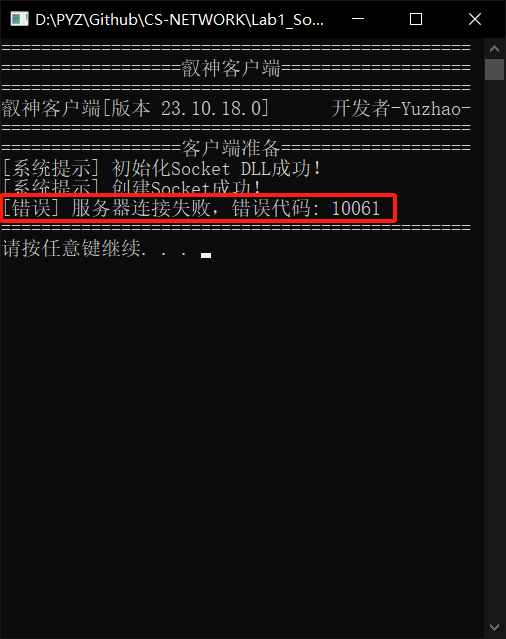 D:\PYZ\Github\CS-NETWORK\Lab1_So...
===============================================
==================叡神客户端===================
===============================================
叡神客户端[版本 23.10.18.0]      开发者-Yuzhao-
===============================================
==================客户端准备===================
[系统提示] 初始化Socket DLL成功!
[系统提示] 创建Socket成功!
[错误] 服务器连接失败，错误代码: 10061
===============================================
请按任意键继续. . .